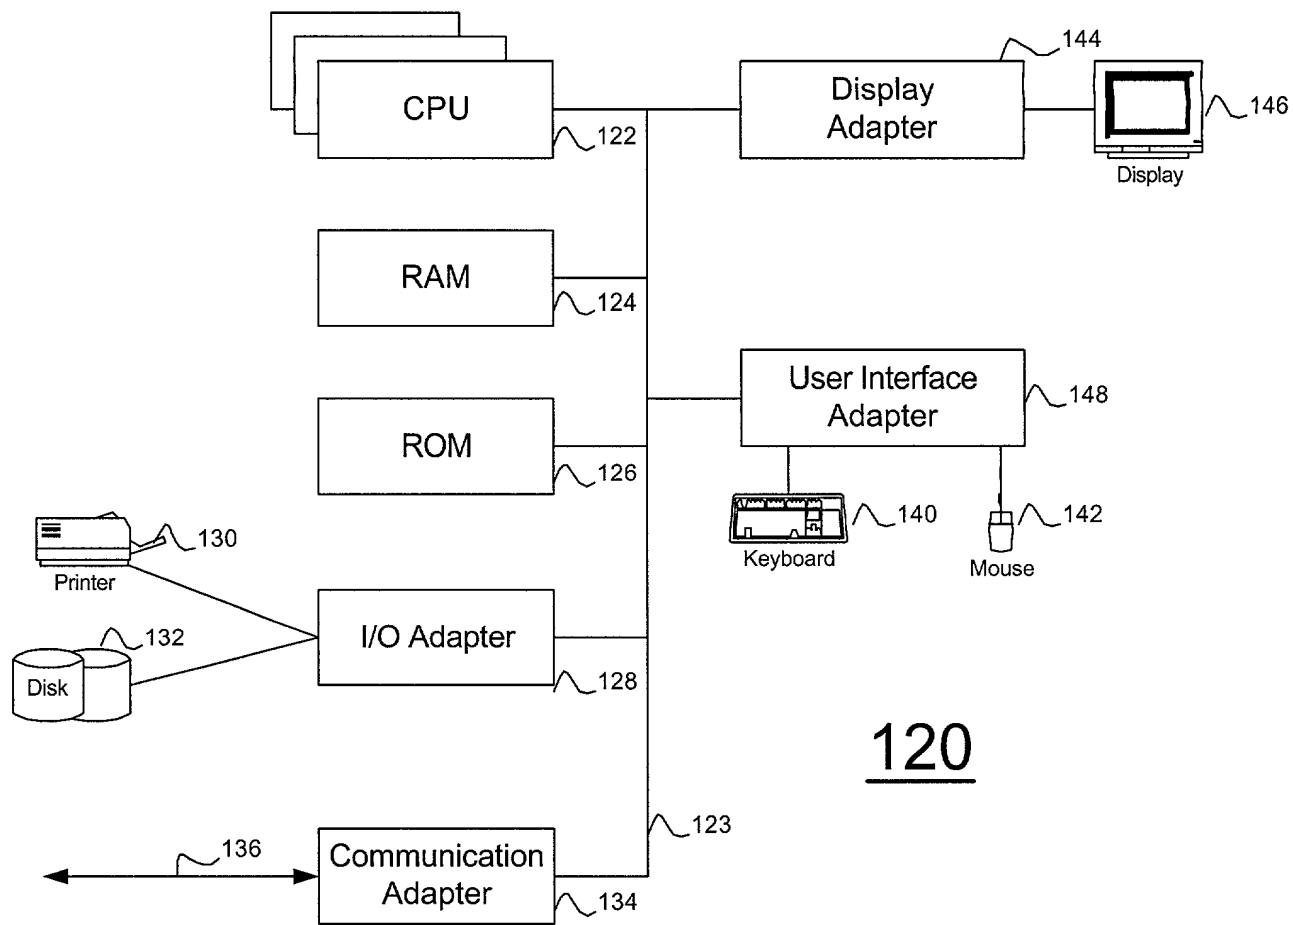 CPU
122
Display
Adapter
144
146
Display
RAM
124
ROM
126
User Interface
Adapter
148
140
Keyboard
142
Mouse
130
Printer
132
Disk
I/O Adapter
128
120
123
136
Communication
Adapter
134